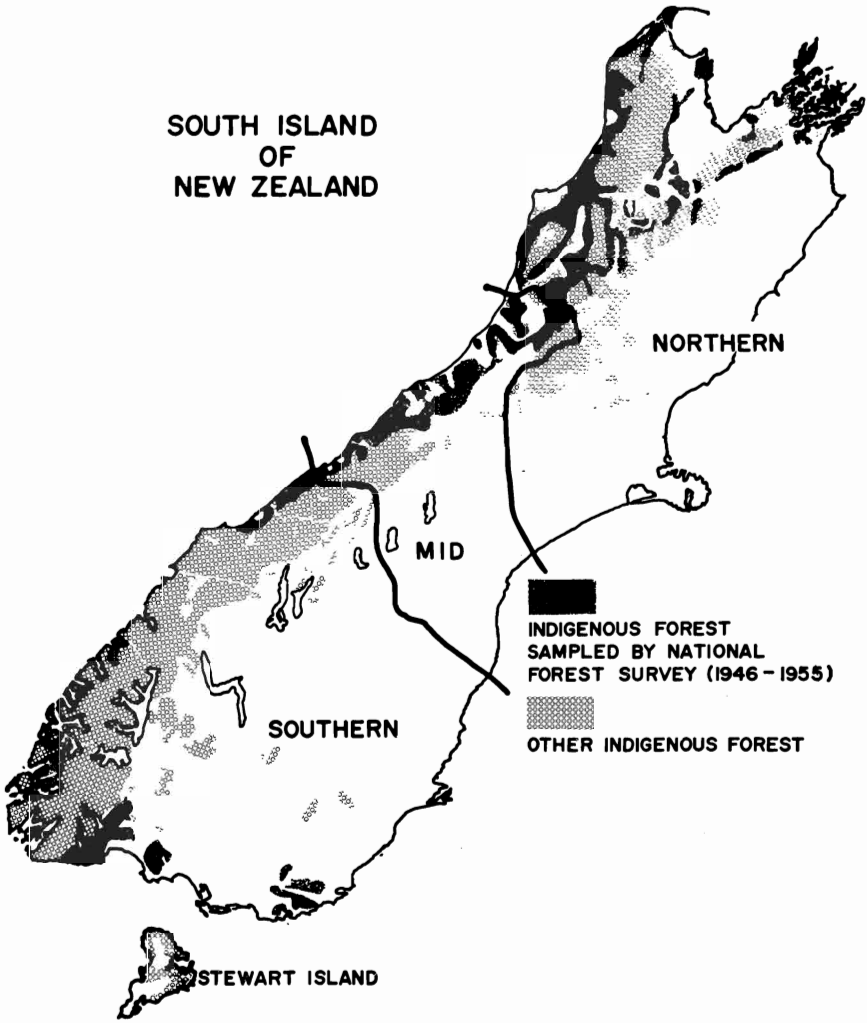 SOUTH ISLAND
OF
NEW ZEALAND
NORTHERN
MID
INDIGENOUS FOREST
SAMPLED BY NATIONAL
FOREST SURVEY (1946-1955)
SOUTHERN
OTHER INDIGENOUS FOREST
STEWART ISLAND